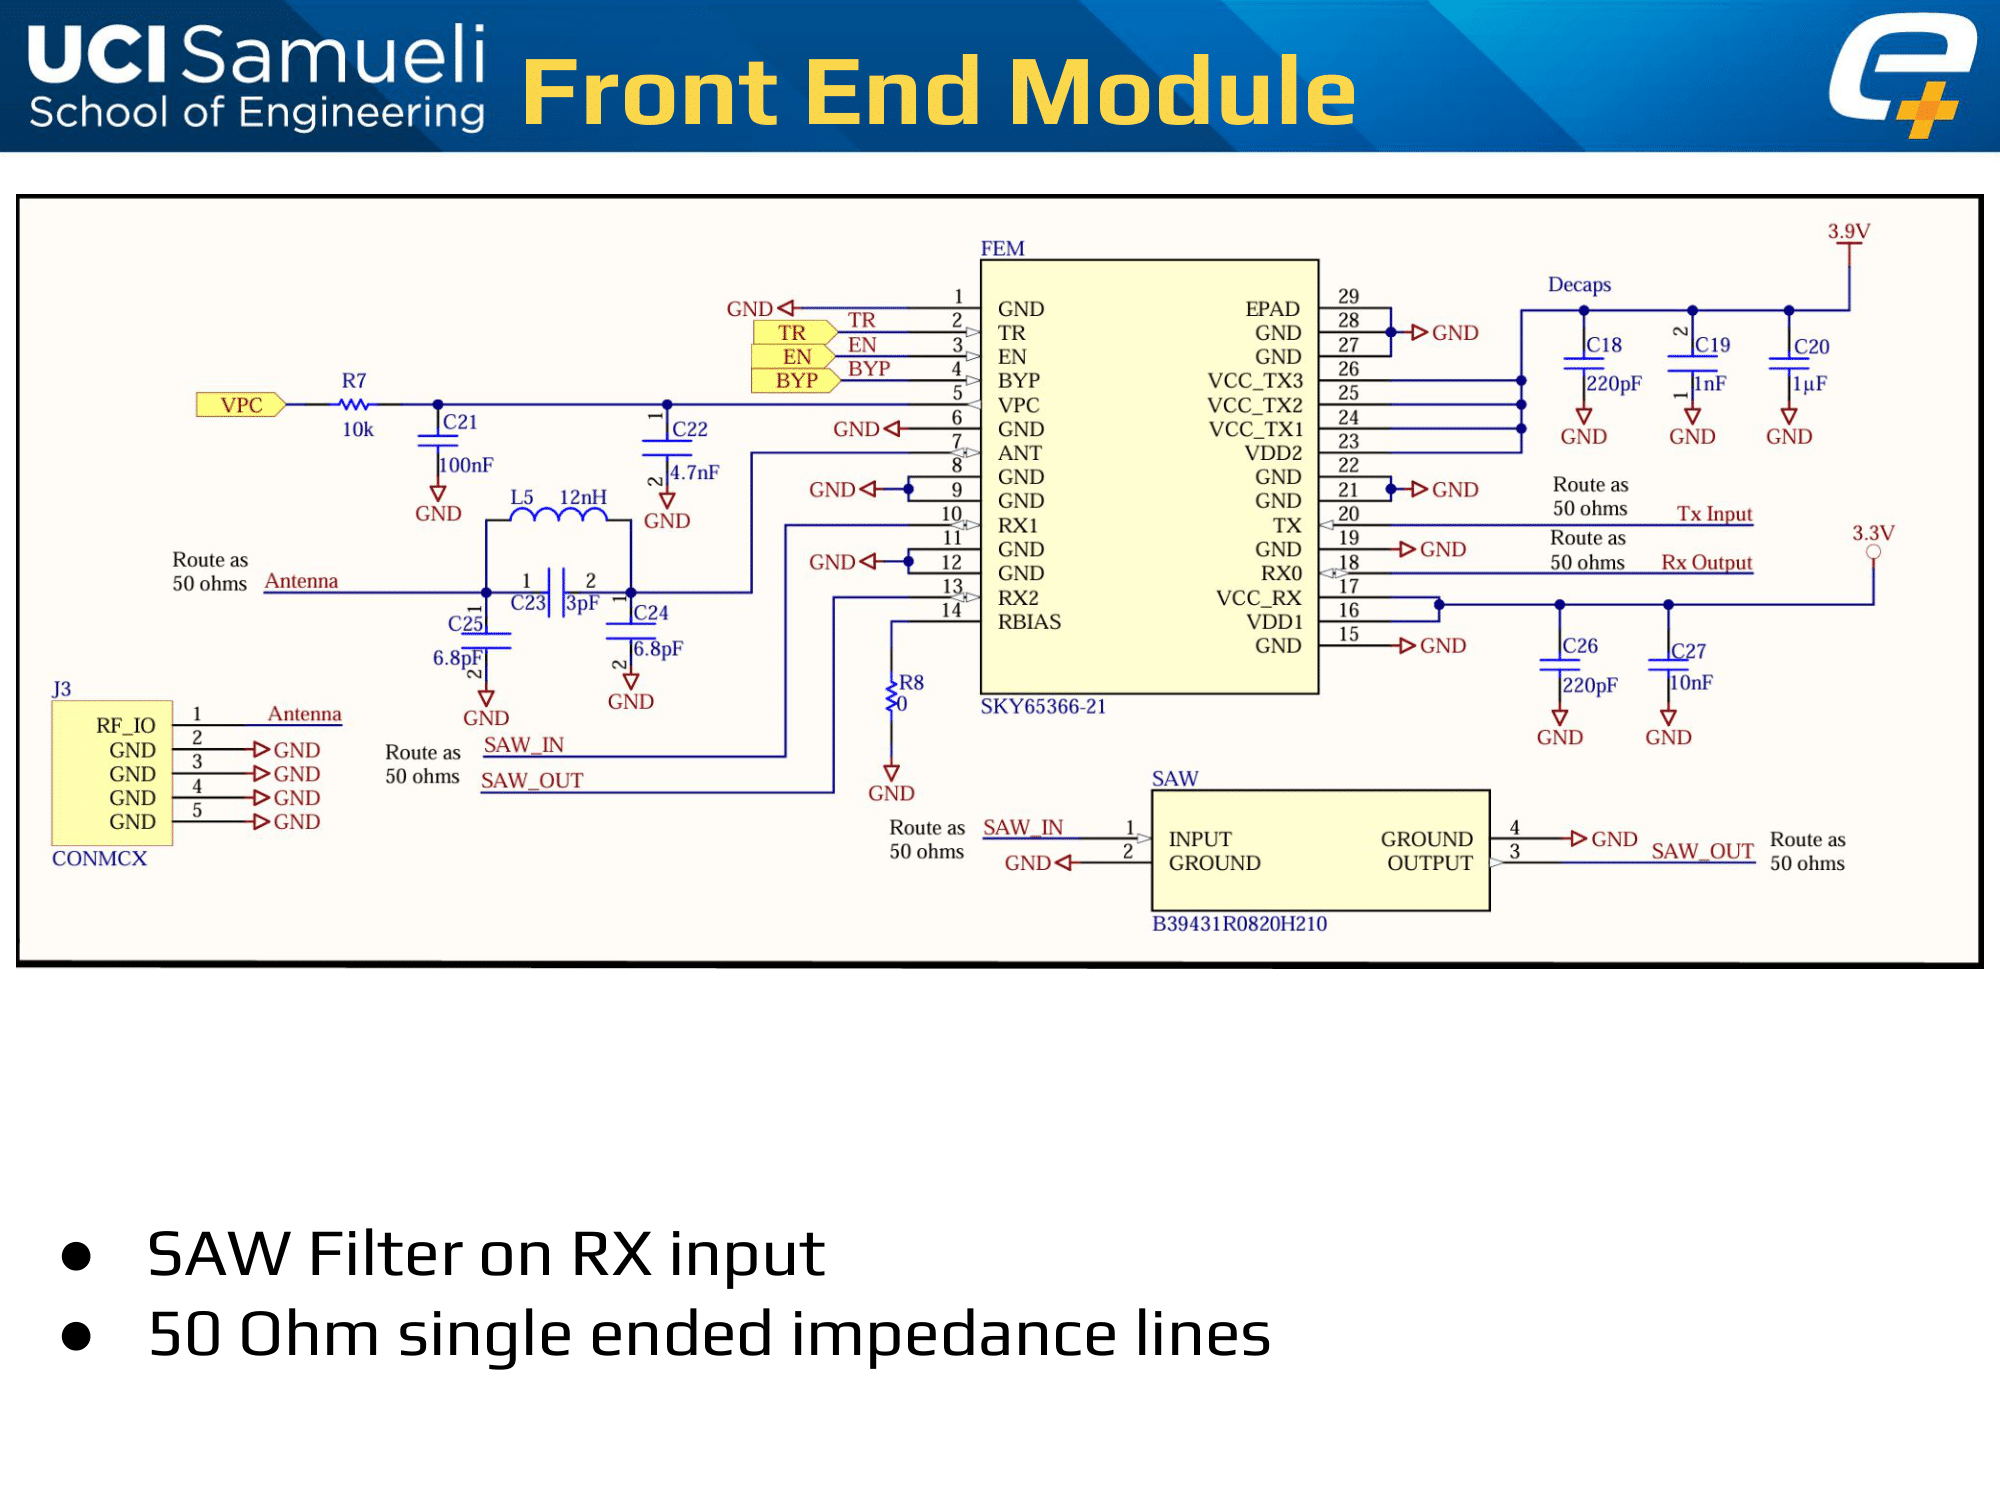 UCI Samueli
School of Engineering
Front End Module
e+
FEM
3.9V
Decaps
GND
TR TR
EN EN
BYP BYP
1 GND
2 TR
3 EN
4 BYP
5 VPC
6 GND
7 ANT
8 GND
9 GND
10 RX1
11 GND
12 GND
13 RX2
14 RBIAS
EPAD 29
GND 28
GND 27
VCC_TX3 26
VCC_TX2 25
VCC_TX1 24
VDD2 23
GND 22
GND 21
TX 20
GND 19
RX0 18
VCC_RX 17
VDD1 16
GND 15
SKY65366-21
GND
GND
GND
GND
GND
GND
GND
GND
C18
220pF
GND
2 C19
1 1nF
GND
C20
1µF
GND
Route as
50 ohms
Tx Input
Route as
50 ohms
Rx Output
3.3V
C26
220pF
GND
C27
10nF
GND
VPC
R7
10k
C21
100nF
GND
1 C22
2 4.7nF
GND
L5 12nH
Route as
50 ohms
Antenna
1 2
C23 3pF
1
C25
6.8pF
2
GND
1 C24
6.8pF
2
GND
R8
0
GND
J3
RF_IO 1 Antenna
GND 2 GND
GND 3 GND
GND 4 GND
GND 5 GND
CONMCX
Route as
50 ohms
SAW_IN
SAW_OUT
SAW
Route as
50 ohms
SAW_IN 1 INPUT
GND 2 GROUND
GROUND 4 GND
OUTPUT 3 SAW_OUT
Route as
50 ohms
B39431R0820H210
● SAW Filter on RX input
● 50 Ohm single ended impedance lines